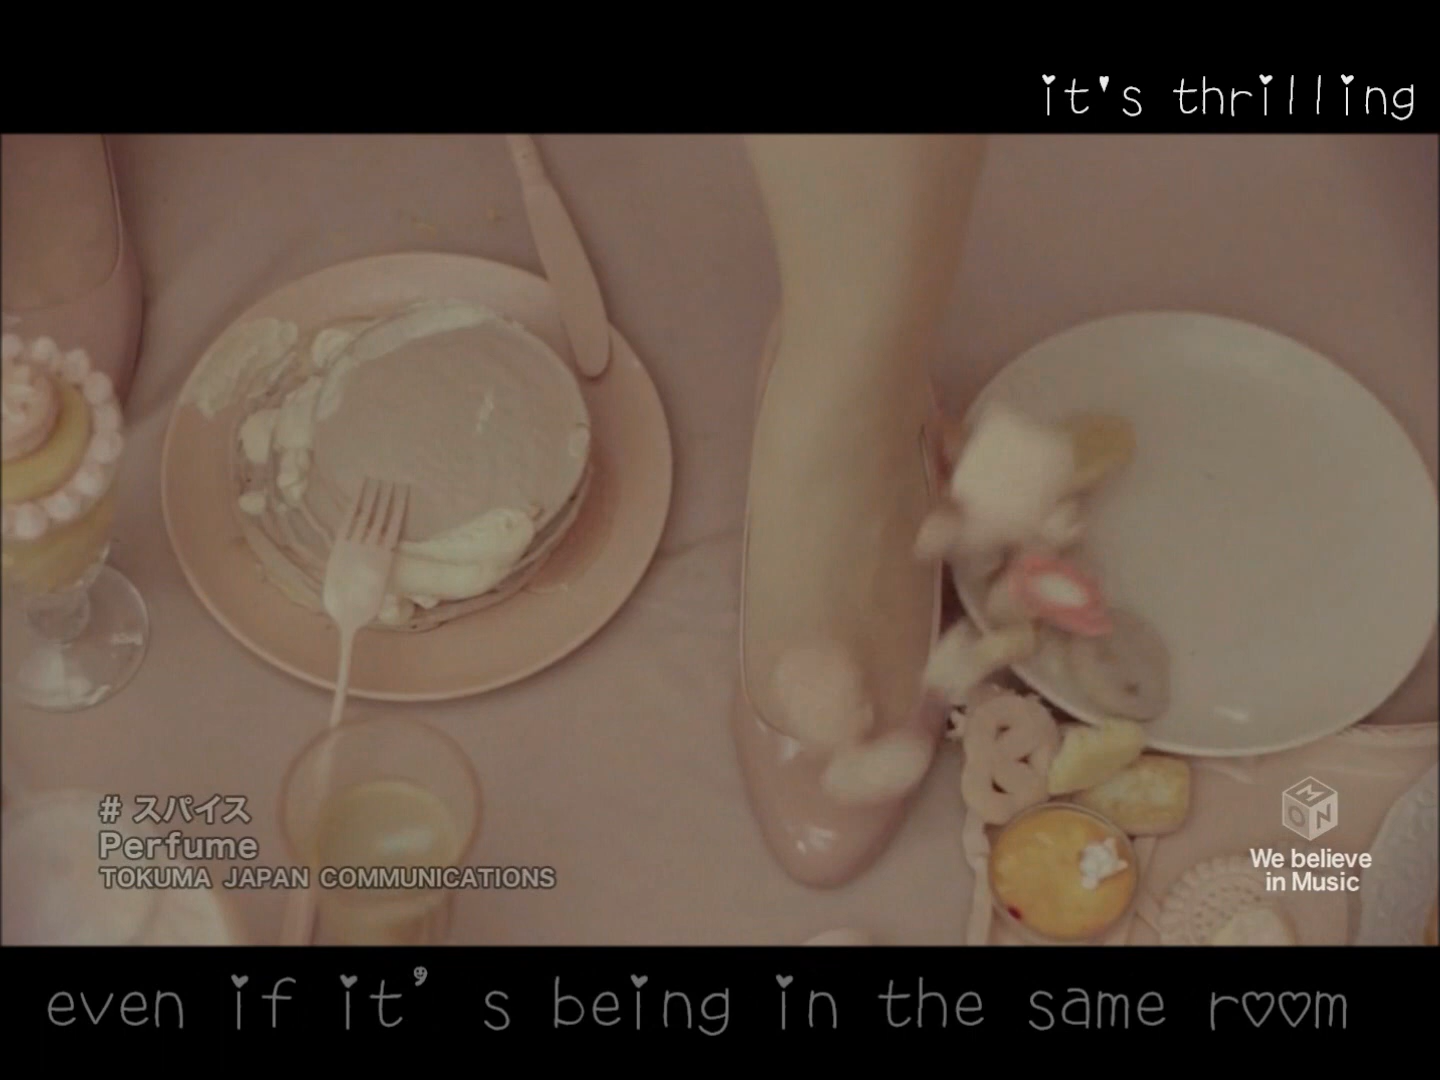 it's thrilling
# スパイス
Perfume
TOKUMA JAPAN COMMUNICATIONS
MON
We believe
in Music
even if it's being in the same room